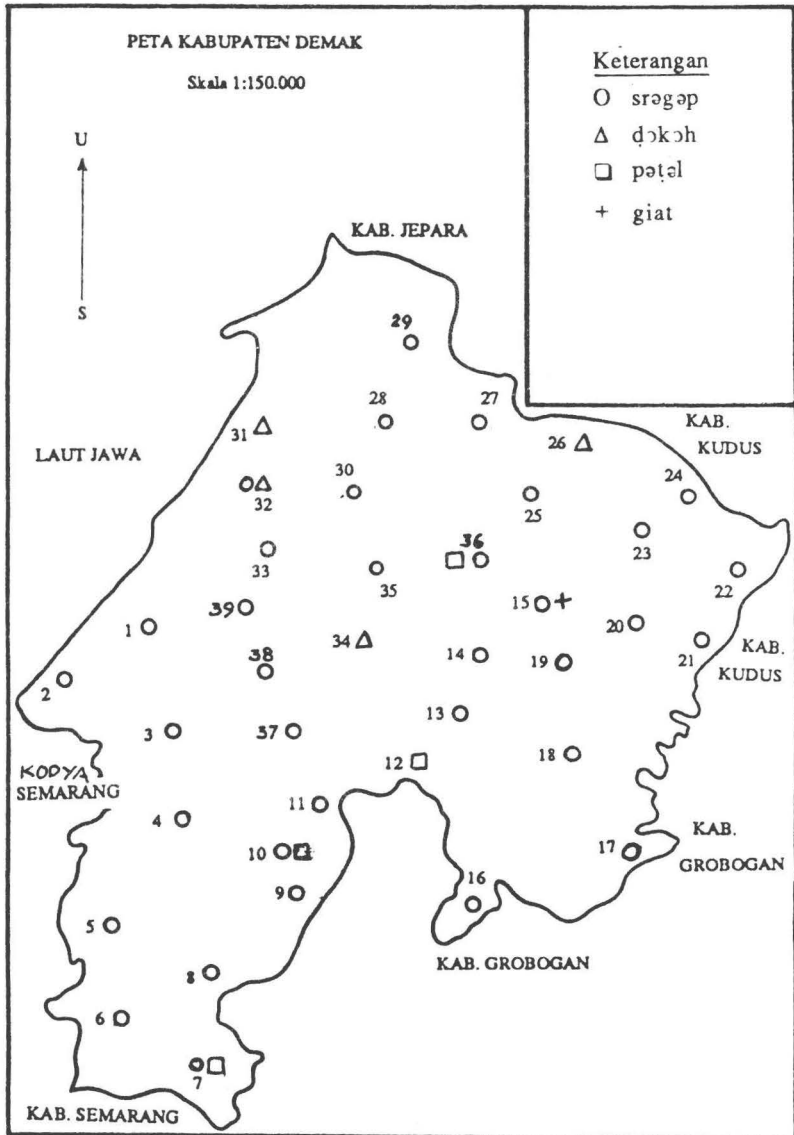 PETA KABUPATEN DEMAK
Skala 1:150.000
Keterangan
srəgəp
ḍɔkɔh
pəṭəl
+ giat
U
S
KAB. JEPARA
29
28
27
31
26
KAB.
KUDUS
LAUT JAWA
30
24
32
25
36
23
33
35
22
39
15
1
34
20
14
19
21
KAB.
KUDUS
38
2
13
3
37
18
12
KODYA
SEMARANG
11
4
KAB.
GROBOGAN
10
17
9
16
5
KAB. GROBOGAN
8
6
7
KAB. SEMARANG